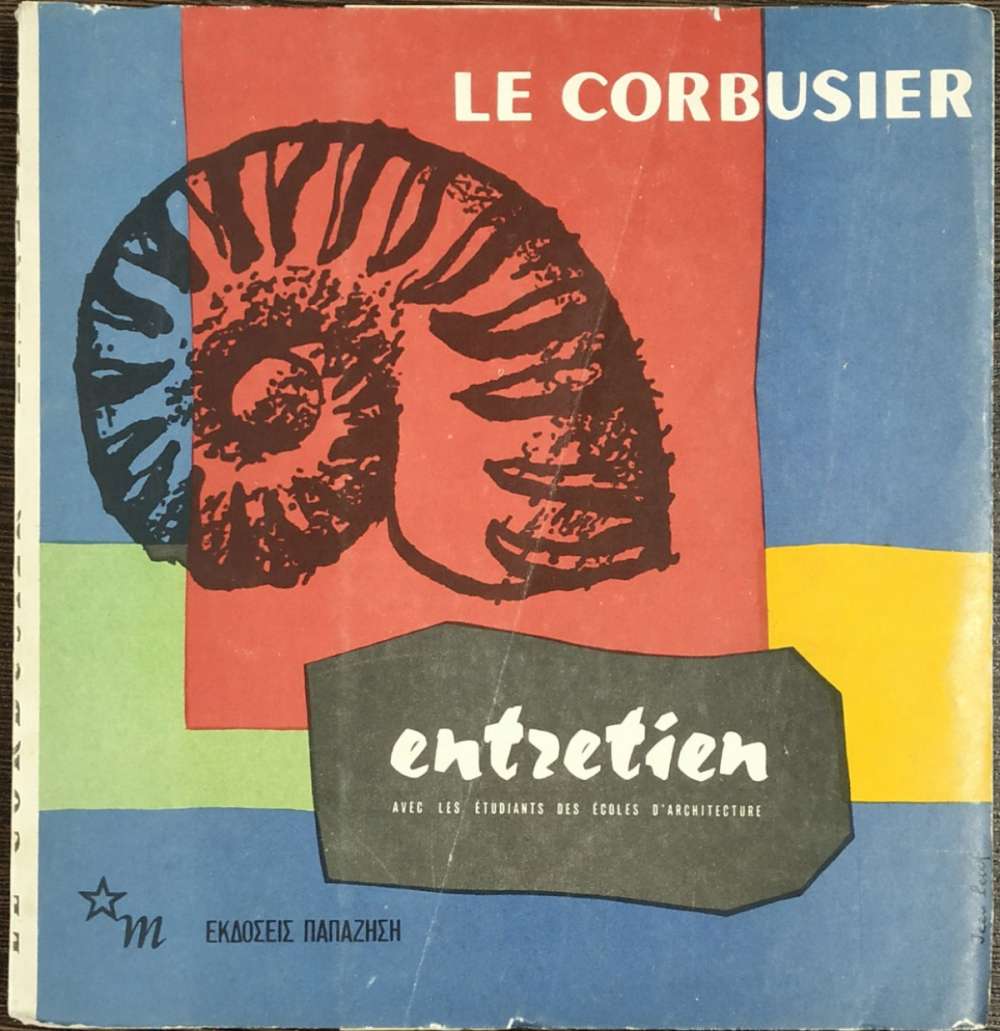 LE CORBUSIER
entretien
AVEC LES ÉTUDIANTS DES ÉCOLES D'ARCHITECTURE
m
ΕΚΔΟΣΕΙΣ ΠΑΠΑΖΗΣΗ